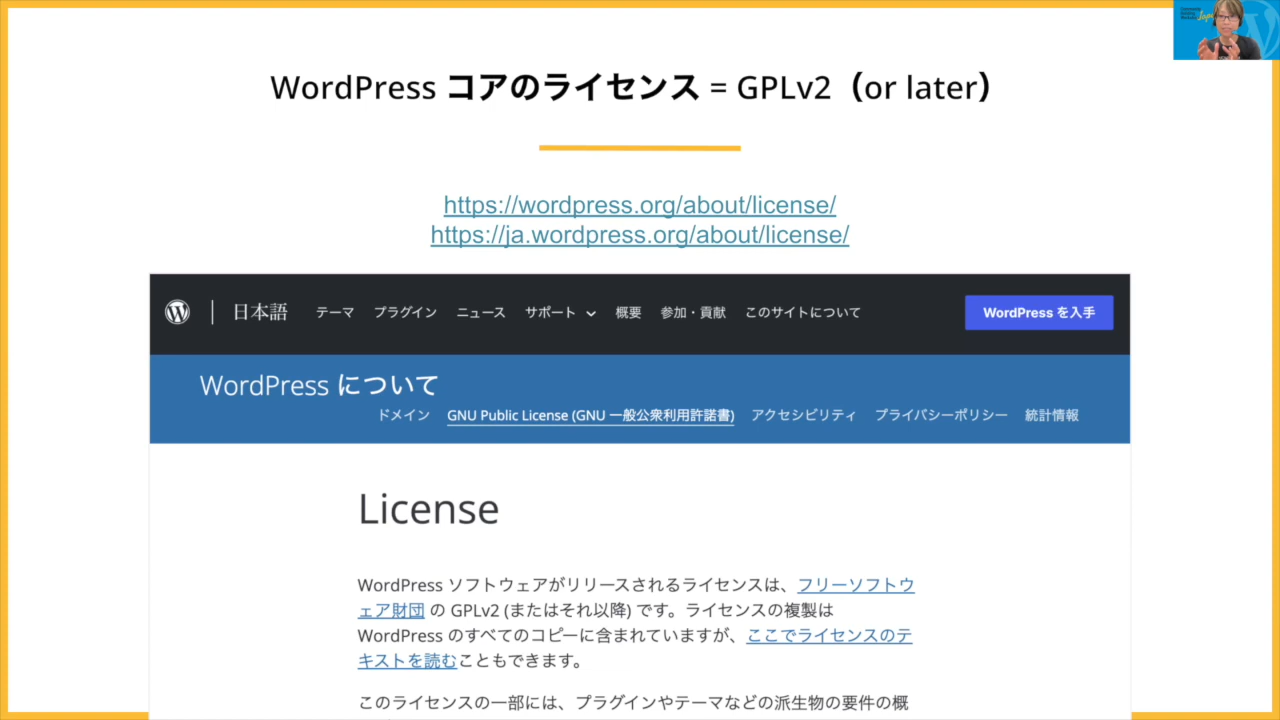 WordPress コアのライセンス = GPLv2（or later）
https://wordpress.org/about/license/
https://ja.wordpress.org/about/license/
日本語 テーマ プラグイン ニュース サポート 概要 参加・貢献 このサイトについて WordPress を入手
WordPress について
ドメイン GNU Public License (GNU 一般公衆利用許諾書) アクセシビリティ プライバシーポリシー 統計情報
License
WordPress ソフトウェアがリリースされるライセンスは、フリーソフトウ
ェア財団 の GPLv2 (またはそれ以降) です。ライセンスの複製は
WordPress のすべてのコピーに含まれていますが、ここでライセンスのテ
キストを読むこともできます。
このライセンスの一部には、プラグインやテーマなどの派生物の要件の概